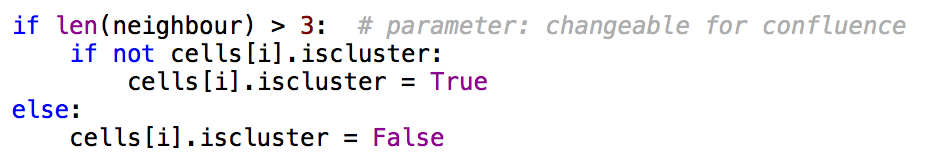 if len(neighbour) > 3:  # parameter: changeable for confluence
    if not cells[i].iscluster:
        cells[i].iscluster = True
else:
    cells[i].iscluster = False